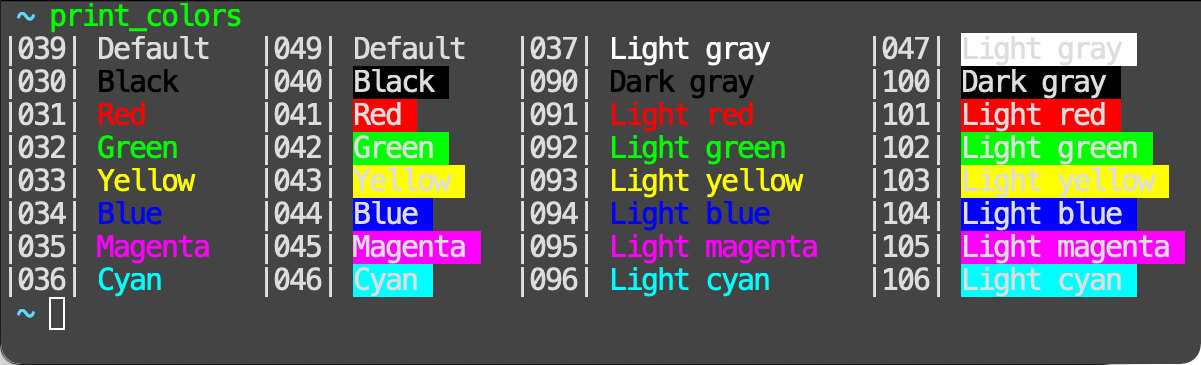 ~ print_colors
|039| Default |049| Default |037| Light gray |047| Light gray
|030| Black |040| Black |090| Dark gray |100| Dark gray
|031| Red |041| Red |091| Light red |101| Light red
|032| Green |042| Green |092| Light green |102| Light green
|033| Yellow |043| Yellow |093| Light yellow |103| Light yellow
|034| Blue |044| Blue |094| Light blue |104| Light blue
|035| Magenta |045| Magenta |095| Light magenta |105| Light magenta
|036| Cyan |046| Cyan |096| Light cyan |106| Light cyan
~